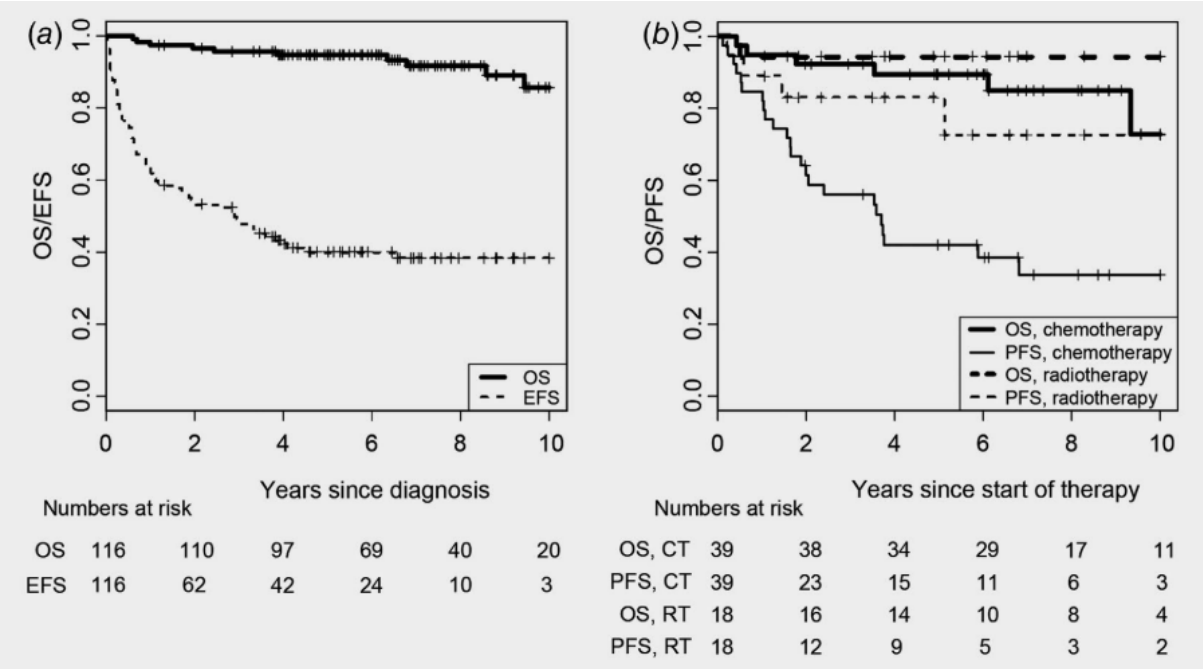 (a)
OS/EFS
1.0
0.8
0.6
0.4
0.2
0.0
OS
EFS
0 2 4 6 8 10
Years since diagnosis
Numbers at risk
OS 116 110 97 69 40 20
EFS 116 62 42 24 10 3
(b)
OS/PFS
1.0
0.8
0.6
0.4
0.2
0.0
OS, chemotherapy
PFS, chemotherapy
OS, radiotherapy
PFS, radiotherapy
0 2 4 6 8 10
Years since start of therapy
Numbers at risk
OS, CT 39 38 34 29 17 11
PFS, CT 39 23 15 11 6 3
OS, RT 18 16 14 10 8 4
PFS, RT 18 12 9 5 3 2